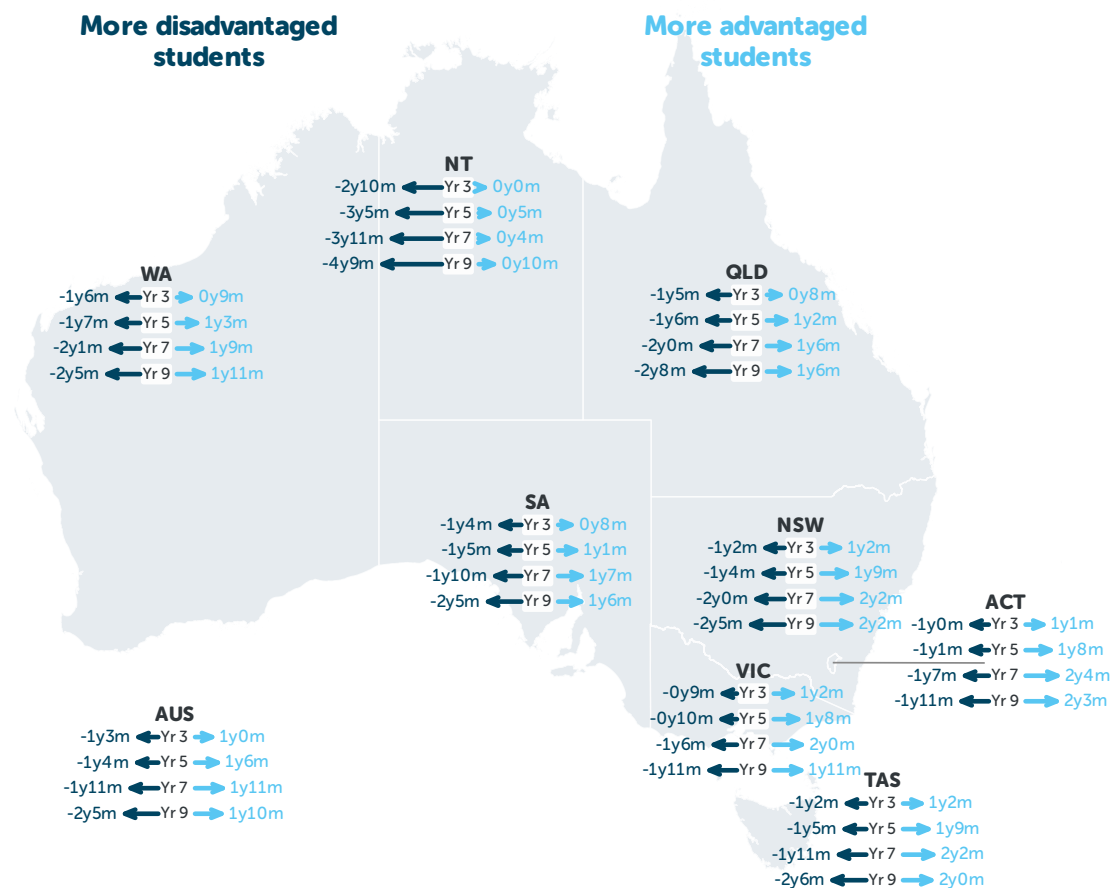 More disadvantaged
students
More advantaged
students
NT
-2y10m Yr 3 0y0m
-3y5m Yr 5 0y5m
-3y11m Yr 7 0y4m
-4y9m Yr 9 0y10m
WA
-1y6m Yr 3 0y9m
-1y7m Yr 5 1y3m
-2y1m Yr 7 1y9m
-2y5m Yr 9 1y11m
QLD
-1y5m Yr 3 0y8m
-1y6m Yr 5 1y2m
-2y0m Yr 7 1y6m
-2y8m Yr 9 1y6m
SA
-1y4m Yr 3 0y8m
-1y5m Yr 5 1y1m
-1y10m Yr 7 1y7m
-2y5m Yr 9 1y6m
NSW
-1y2m Yr 3 1y2m
-1y4m Yr 5 1y9m
-2y0m Yr 7 2y2m
-2y5m Yr 9 2y2m
ACT
-1y0m Yr 3 1y1m
-1y1m Yr 5 1y8m
-1y7m Yr 7 2y4m
-1y11m Yr 9 2y3m
VIC
-0y9m Yr 3 1y2m
-0y10m Yr 5 1y8m
-1y6m Yr 7 2y0m
-1y11m Yr 9 1y11m
AUS
-1y3m Yr 3 1y0m
-1y4m Yr 5 1y6m
-1y11m Yr 7 1y11m
-2y5m Yr 9 1y10m
TAS
-1y2m Yr 3 1y2m
-1y5m Yr 5 1y9m
-1y11m Yr 7 2y2m
-2y6m Yr 9 2y0m